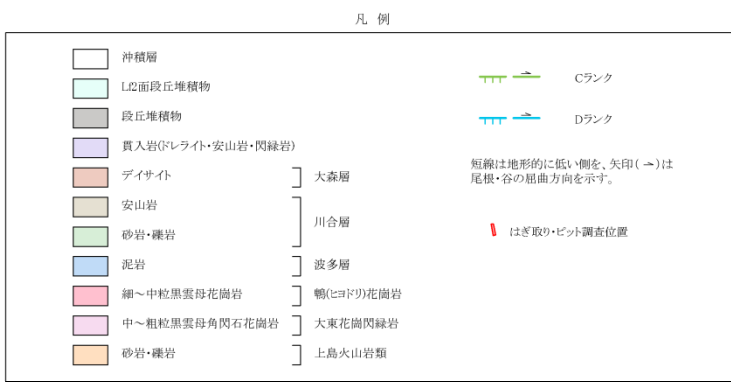 凡 例
沖積層
Lf2面段丘堆積物
段丘堆積物
貫入岩(ドレライト・安山岩・閃緑岩)
デイサイト
大森層
安山岩
川合層
砂岩・礫岩
泥岩
波多層
細～中粒黒雲母花崗岩
鵯(ヒヨドリ)花崗岩
中～粗粒黒雲母角閃石花崗岩
大東花崗閃緑岩
砂岩・礫岩
上島火山岩類
Cランク
Dランク
短線は地形的に低い側を、矢印( → )は
尾根・谷の屈曲方向を示す。
はぎ取り・ピット調査位置